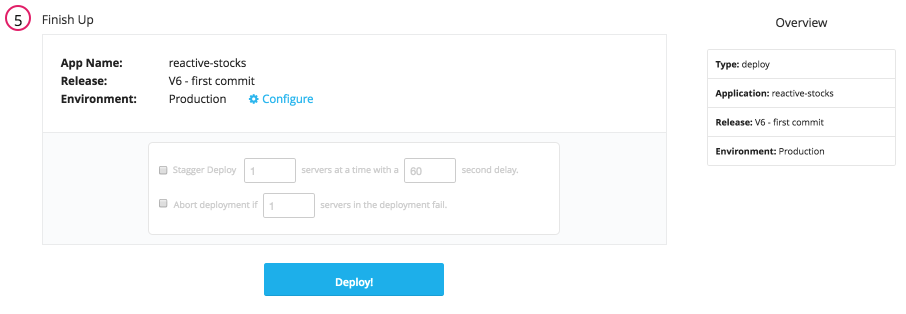 5 Finish Up
App Name: reactive-stocks
Release: V6 - first commit
Environment: Production Configure
Stagger Deploy 1 servers at a time with a 60 second delay.
Abort deployment if 1 servers in the deployment fail.
Deploy!
Overview
Type: deploy
Application: reactive-stocks
Release: V6 - first commit
Environment: Production